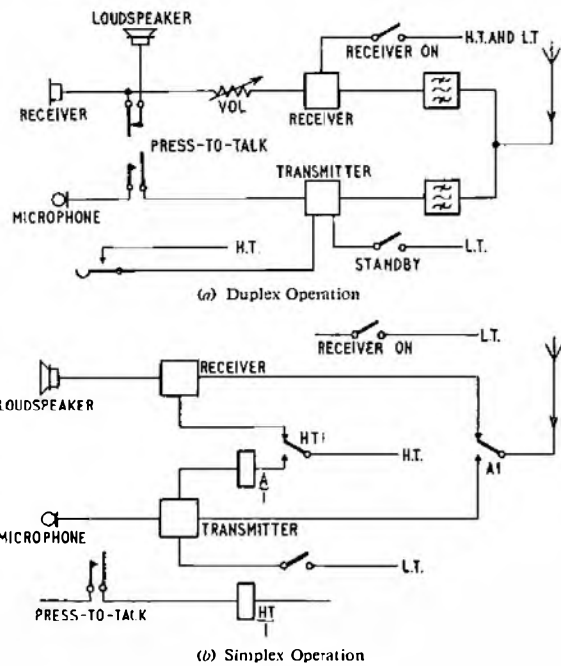 LOUDSPEAKER
RECEIVER ON
H.T. AND L.T
RECEIVER
VOL
RECEIVER
PRESS-TO-TALK
TRANSMITTER
MICROPHONE
H.T.
STANDBY
L.T.
(a) Duplex Operation
RECEIVER ON
L.T.
RECEIVER
LOUDSPEAKER
HT1
H.T.
A1
A
1
MICROPHONE
TRANSMITTER
L.T.
PRESS-TO-TALK
HT
1
(b) Simplex Operation